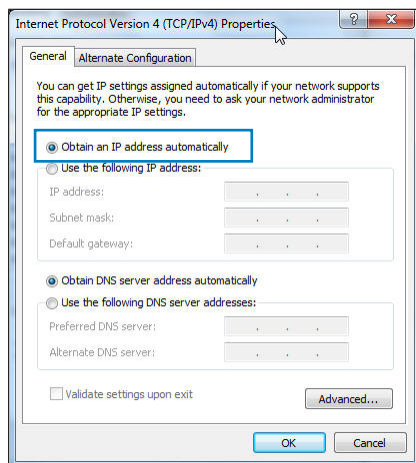 Internet Protocol Version 4 (TCP/IPv4) Properties
General
Alternate Configuration
You can get IP settings assigned automatically if your network supports
this capability. Otherwise, you need to ask your network administrator
for the appropriate IP settings.
Obtain an IP address automatically
Use the following IP address:
IP address:
Subnet mask:
Default gateway:
Obtain DNS server address automatically
Use the following DNS server addresses:
Preferred DNS server:
Alternate DNS server:
Validate settings upon exit
Advanced...
OK
Cancel